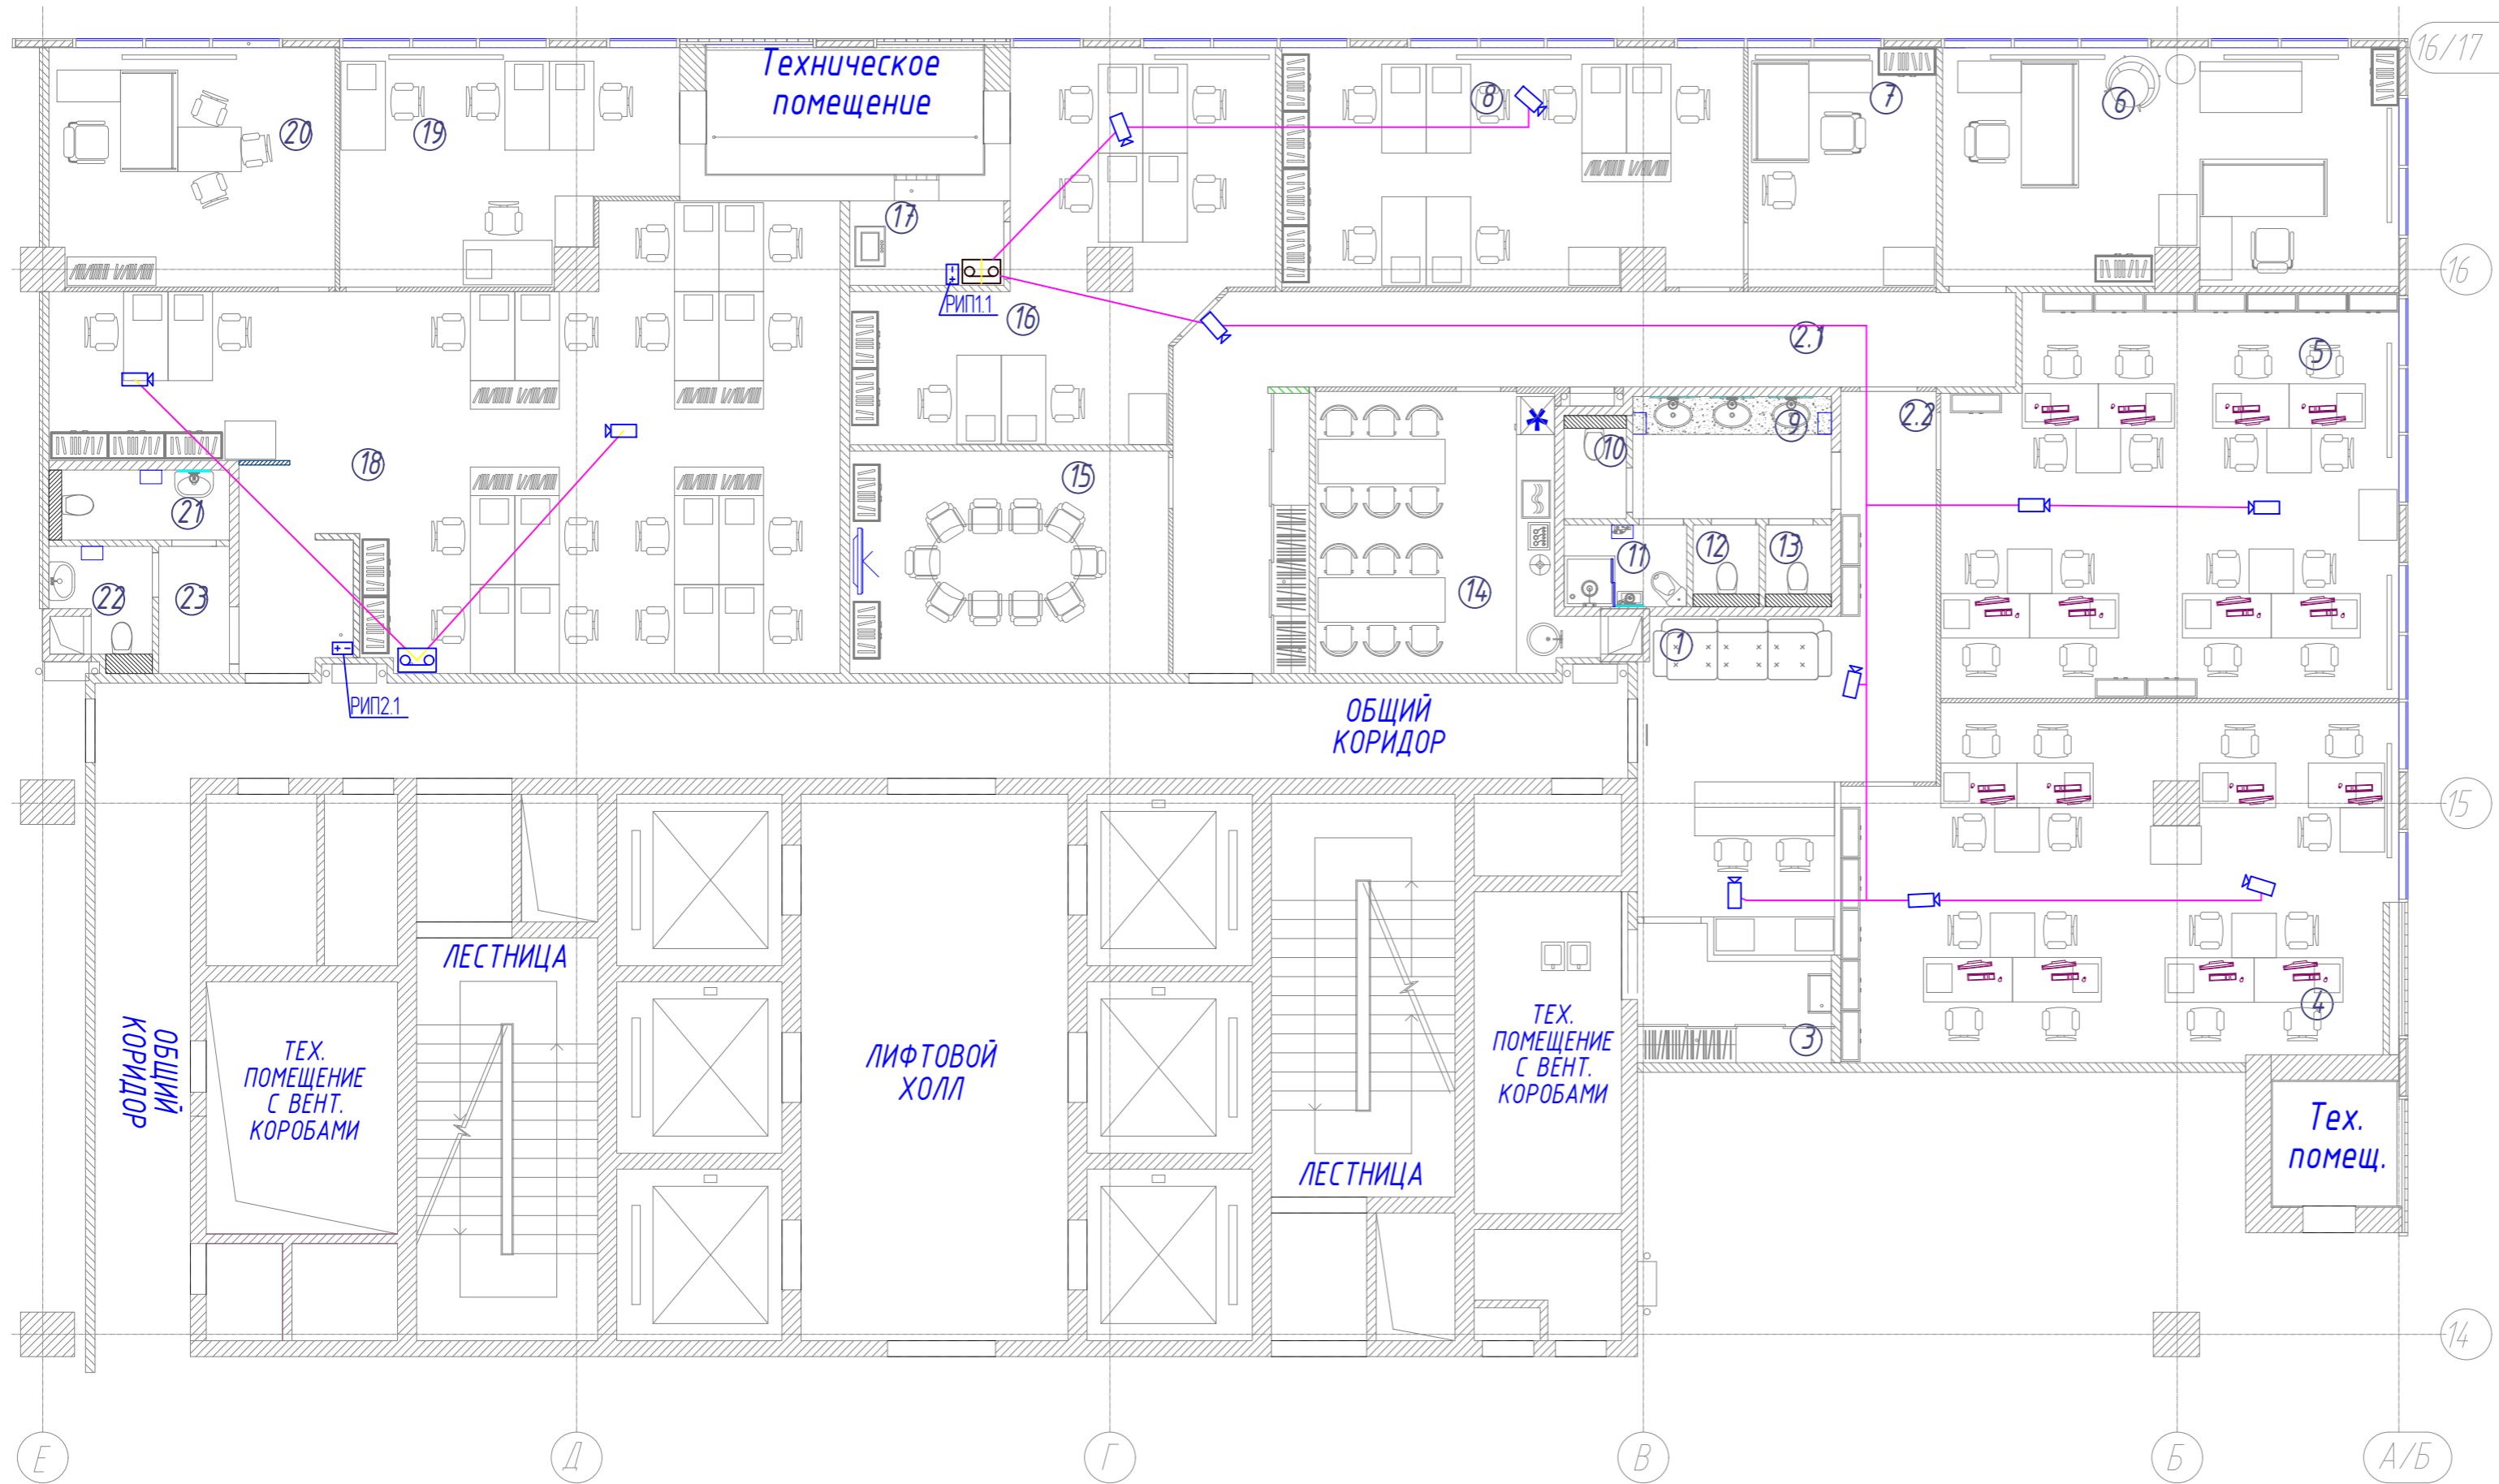 16/17
Техническое
помещение
8
7
6
20
19
17
16
РИП1.1
16
2.1
5
2.2
9
10
18
15
21
11
12
13
14
22
23
1
РИП2.1
ОБЩИЙ
КОРИДОР
15
ЛЕСТНИЦА
4
ТЕХ.
ПОМЕЩЕНИЕ
С ВЕНТ.
КОРОБАМИ
3
ОБЩИЙ
КОРИДОР
ТЕХ.
ПОМЕЩЕНИЕ
С ВЕНТ.
КОРОБАМИ
ЛИФТОВОЙ
ХОЛЛ
Тех.
помещ.
ЛЕСТНИЦА
14
Е
Д
Г
В
Б
А/Б